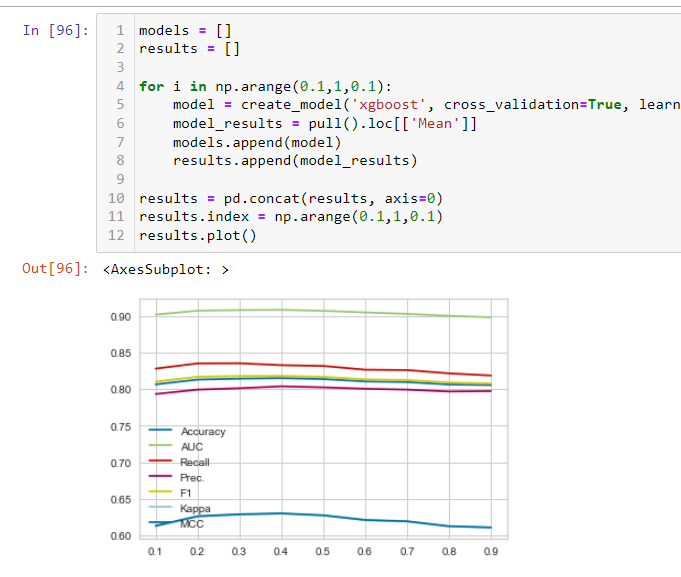 In [96]:
1 models = []
2 results = []
3
4 for i in np.arange(0.1,1,0.1):
5     model = create_model('xgboost', cross_validation=True, learn
6     model_results = pull().loc[['Mean']]
7     models.append(model)
8     results.append(model_results)
9
10 results = pd.concat(results, axis=0)
11 results.index = np.arange(0.1,1,0.1)
12 results.plot()
Out[96]: <AxesSubplot: >
0.90
0.85
0.80
0.75
0.70
0.65
0.60
Accuracy
AUC
Recall
Prec.
F1
Kappa
MCC
0.1 0.2 0.3 0.4 0.5 0.6 0.7 0.8 0.9